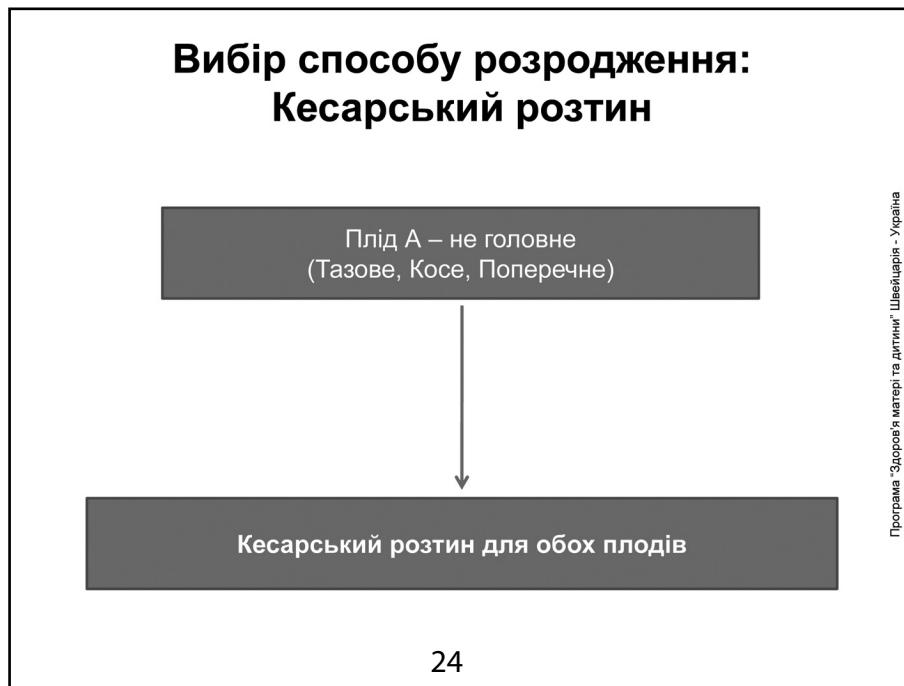 Вибір способу розродження:
Кесарський розтин
Плід А – не головне
(Тазове, Косе, Поперечне)
Кесарський розтин для обох плодів
Програма "Здоров'я матері та дитини" Швейцарія - Україна
24